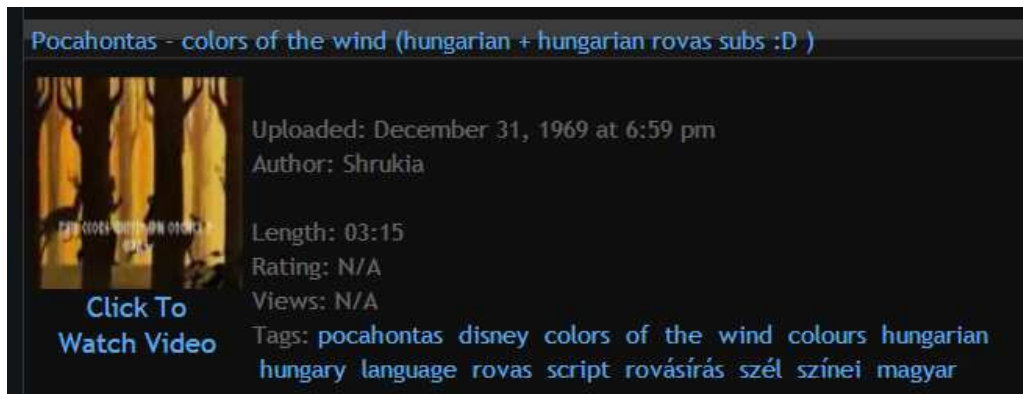 Pocahontas - colors of the wind (hungarian + hungarian rovas subs :D )
Uploaded: December 31, 1969 at 6:59 pm
Author: Shrukia
Length: 03:15
Rating: N/A
Views: N/A
Click To
Watch Video
Tags: pocahontas disney colors of the wind colours hungarian
hungary language rovas script rovásírás szél színei magyar